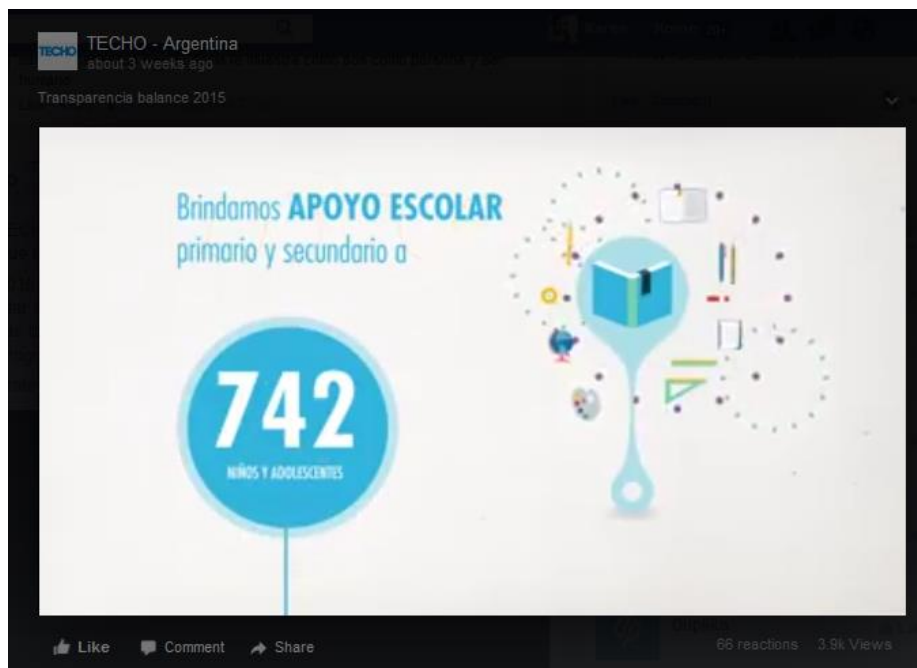 TECHO
TECHO - Argentina
about 3 weeks ago
Transparencia balance 2015
Brindamos APOYO ESCOLAR
primario y secundario a
742
NIÑOS Y ADOLESCENTES
Like Comment Share
66 reactions 3.9k Views